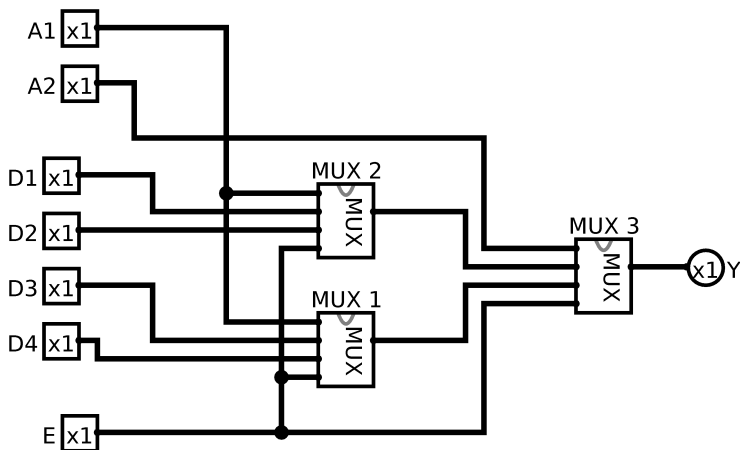 A1 x1
A2 x1
MUX 2
D1 x1
MUX
D2 x1
MUX 3
MUX
x1 Y
D3 x1
MUX 1
D4 x1
MUX
E x1